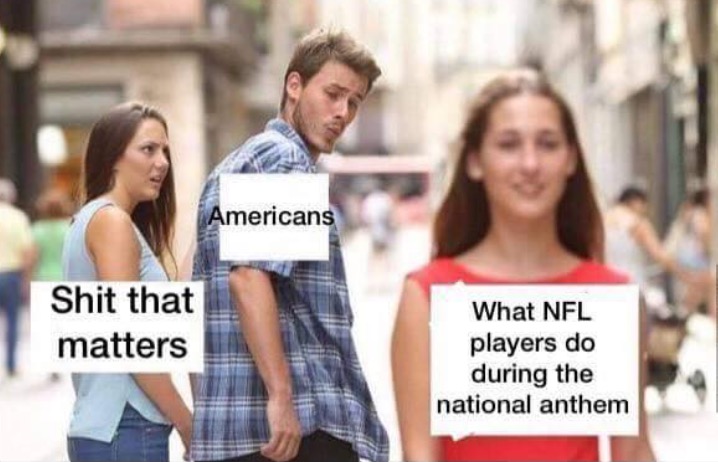 Americans
Shit that
matters
What NFL
players do
during the
national anthem